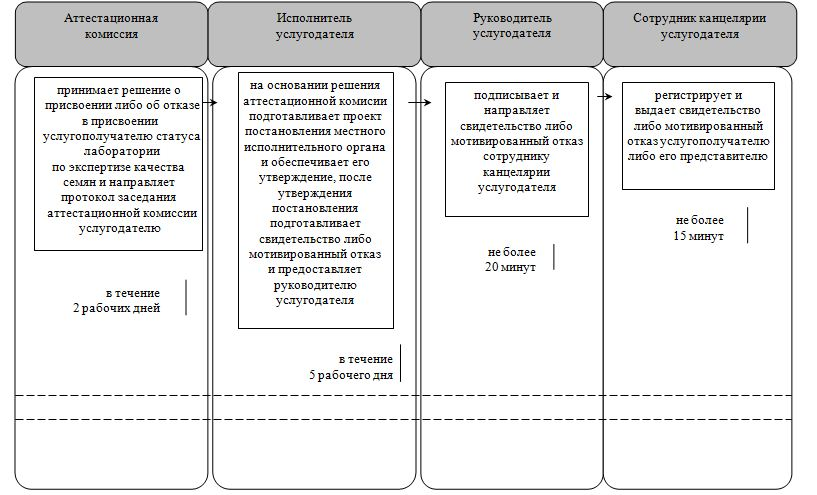 Аттестационная
комиссия
Исполнитель
услугодателя
Руководитель
услугодателя
Сотрудник канцелярии
услугодателя
принимает решение о
присвоении либо об отказе
в присвоении
услугополучателю статуса
лаборатории
по экспертизе качества
семян и направляет
протокол заседания
аттестационной комиссии
услугодателю
в течение
2 рабочих дней
на основании решения
аттестационной комисии
подготавливает проект
постановления местного
исполнительного органа
и обеспечивает его
утверждение, после
утверждения
постановления
подготавливает
свидетельство либо
мотивированный отказ
и предоставляет
руководителю
услугодателя
в течение
5 рабочего дня
подписывает и
направляет
свидетельство либо
мотивированный отказ
сотруднику
канцелярии
услугодателя
не более
20 минут
регистрирует и
выдает свидетельство
либо мотивированный
отказ услугополучателю
либо его представителю
не более
15 минут